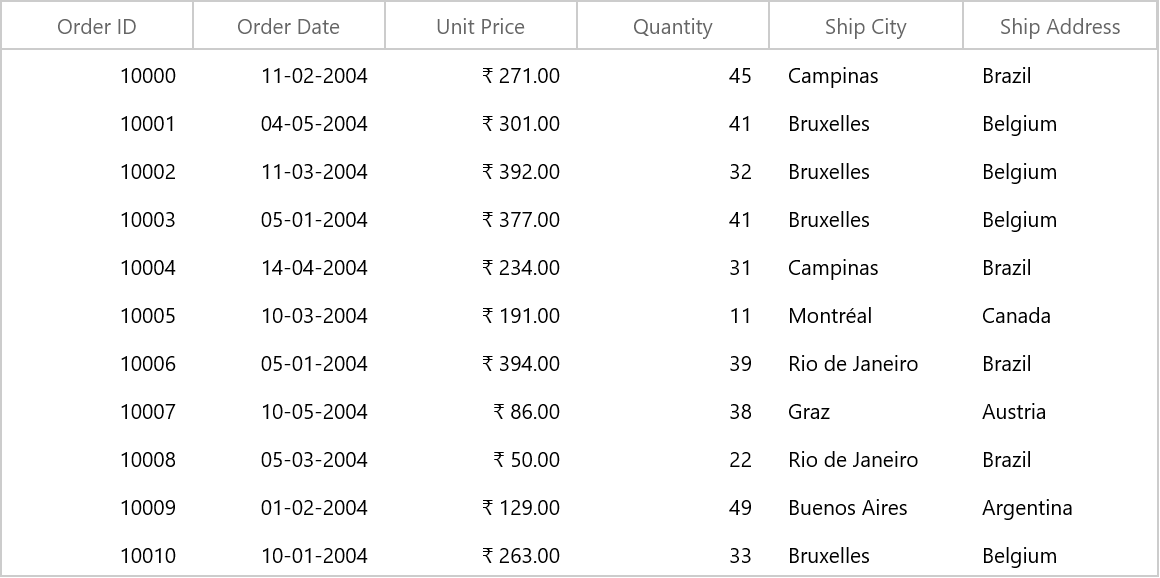 Order ID Order Date Unit Price Quantity Ship City Ship Address
10000 11-02-2004 ₹ 271.00 45 Campinas Brazil
10001 04-05-2004 ₹ 301.00 41 Bruxelles Belgium
10002 11-03-2004 ₹ 392.00 32 Bruxelles Belgium
10003 05-01-2004 ₹ 377.00 41 Bruxelles Belgium
10004 14-04-2004 ₹ 234.00 31 Campinas Brazil
10005 10-03-2004 ₹ 191.00 11 Montréal Canada
10006 05-01-2004 ₹ 394.00 39 Rio de Janeiro Brazil
10007 10-05-2004 ₹ 86.00 38 Graz Austria
10008 05-03-2004 ₹ 50.00 22 Rio de Janeiro Brazil
10009 01-02-2004 ₹ 129.00 49 Buenos Aires Argentina
10010 10-01-2004 ₹ 263.00 33 Bruxelles Belgium